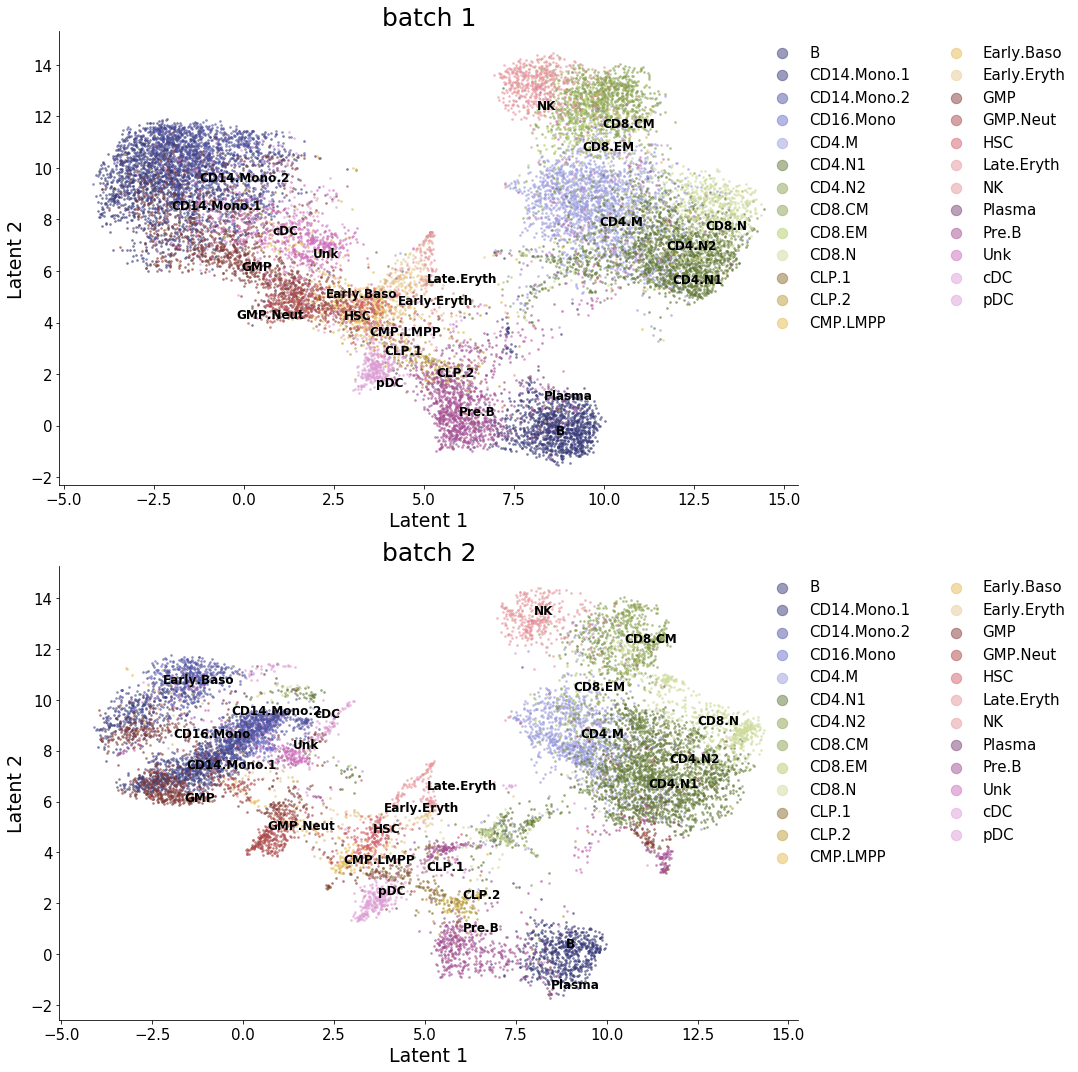 batch 1
Latent 2
14
12
10
8
6
4
2
0
−2
−5.0 −2.5 0.0 2.5 5.0 7.5 10.0 12.5 15.0
Latent 1
NK
CD8.CM
CD8.EM
CD14.Mono.2
CD14.Mono.1
CD4.M
CD8.N
cDC
CD4.N2
Unk
GMP
Late.Eryth
CD4.N1
Early.Baso
Early.Eryth
GMP.Neut
HSC
CMP.LMPP
CLP.1
CLP.2
pDC
Plasma
Pre.B
B
B
CD14.Mono.1
CD14.Mono.2
CD16.Mono
CD4.M
CD4.N1
CD4.N2
CD8.CM
CD8.EM
CD8.N
CLP.1
CLP.2
CMP.LMPP
Early.Baso
Early.Eryth
GMP
GMP.Neut
HSC
Late.Eryth
NK
Plasma
Pre.B
Unk
cDC
pDC
batch 2
Latent 2
14
12
10
8
6
4
2
0
−2
−5.0 −2.5 0.0 2.5 5.0 7.5 10.0 12.5 15.0
Latent 1
NK
CD8.CM
Early.Baso
CD8.EM
CD14.Mono.2
cDC
CD8.N
CD16.Mono
CD4.M
Unk
CD4.N2
CD14.Mono.1
Late.Eryth
CD4.N1
GMP
Early.Eryth
GMP.Neut
HSC
CMP.LMPP
CLP.1
pDC
CLP.2
Pre.B
B
Plasma
B
CD14.Mono.1
CD14.Mono.2
CD16.Mono
CD4.M
CD4.N1
CD4.N2
CD8.CM
CD8.EM
CD8.N
CLP.1
CLP.2
CMP.LMPP
Early.Baso
Early.Eryth
GMP
GMP.Neut
HSC
Late.Eryth
NK
Plasma
Pre.B
Unk
cDC
pDC